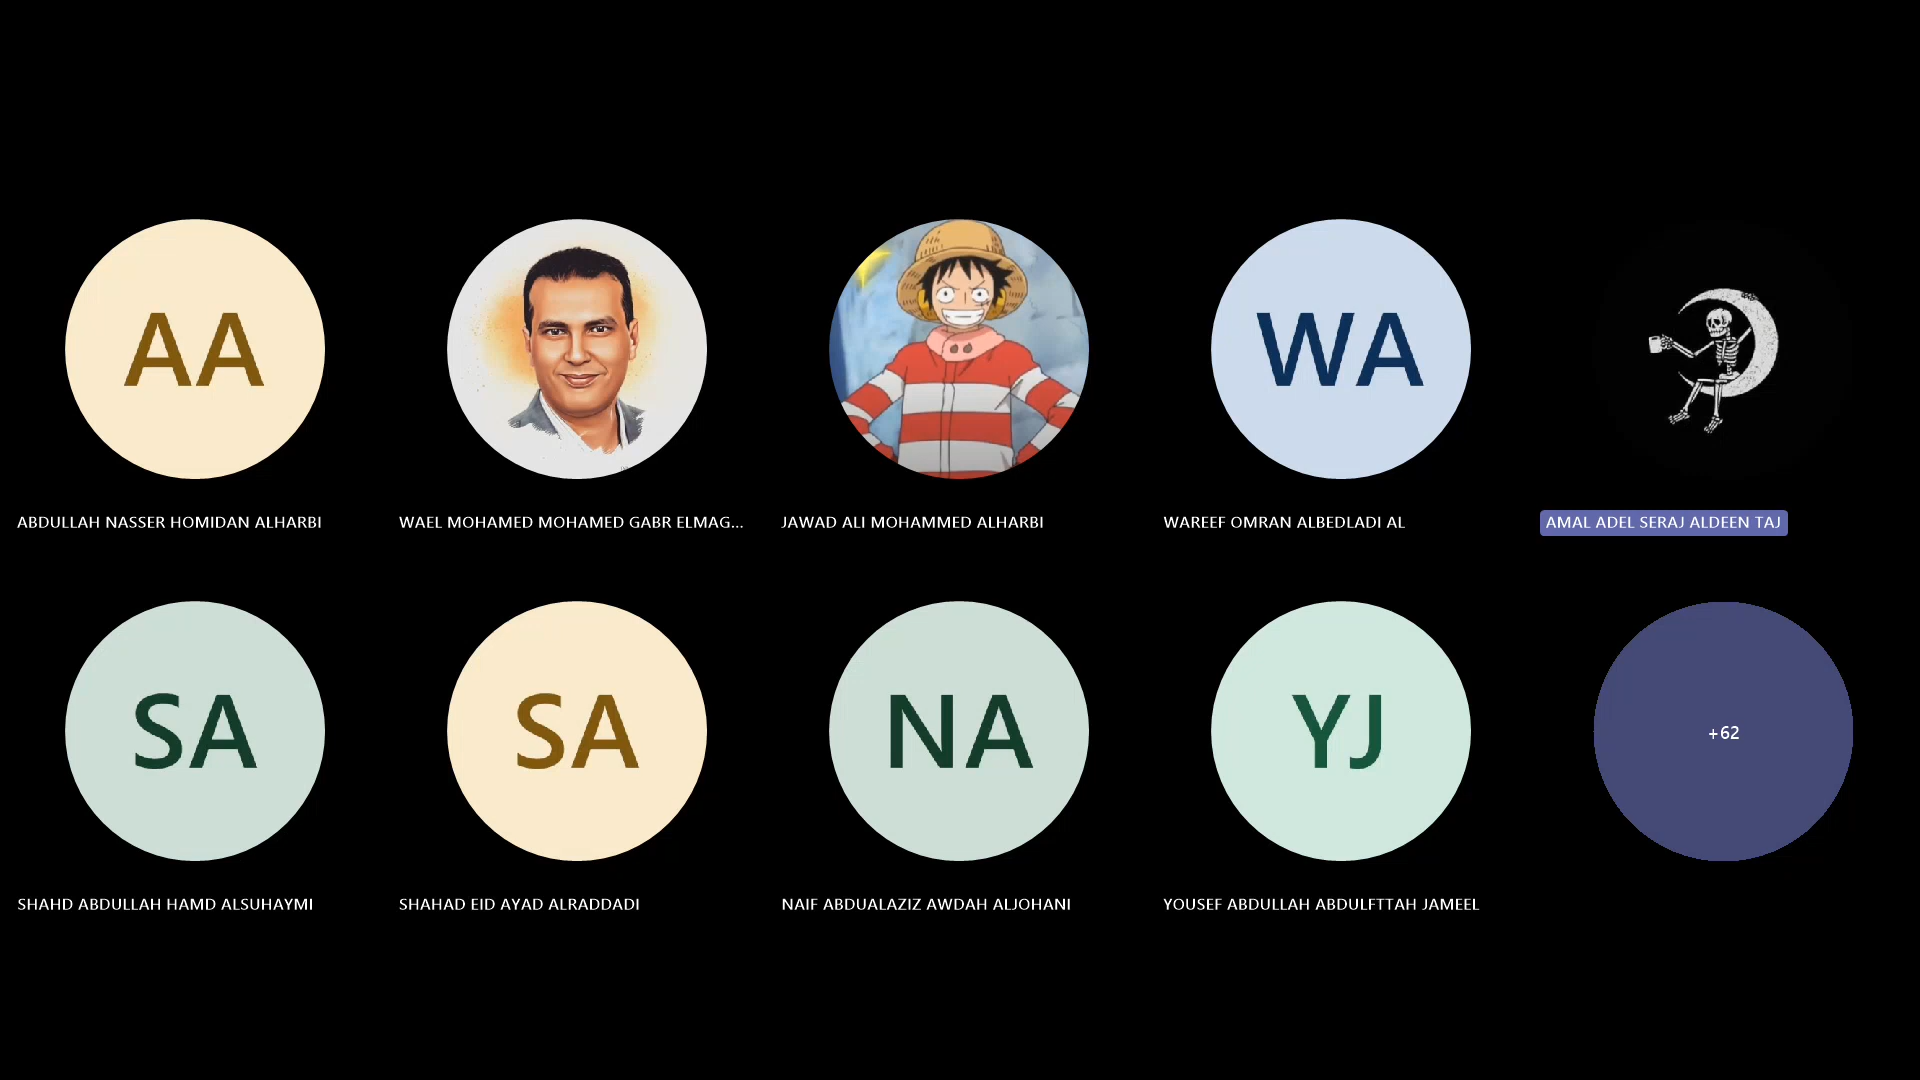 AA
WA
ABDULLAH NASSER HOMIDAN ALHARBI
WAEL MOHAMED MOHAMED GABR ELMAG...
JAWAD ALI MOHAMMED ALHARBI
WAREEF OMRAN ALBEDLADI AL
AMAL ADEL SERAJ ALDEEN TAJ
SA
SA
NA
YJ
+62
SHAHD ABDULLAH HAMD ALSUHAYMI
SHAHAD EID AYAD ALRADDADI
NAIF ABDUALAZIZ AWDAH ALJOHANI
YOUSEF ABDULLAH ABDULFTTAH JAMEEL